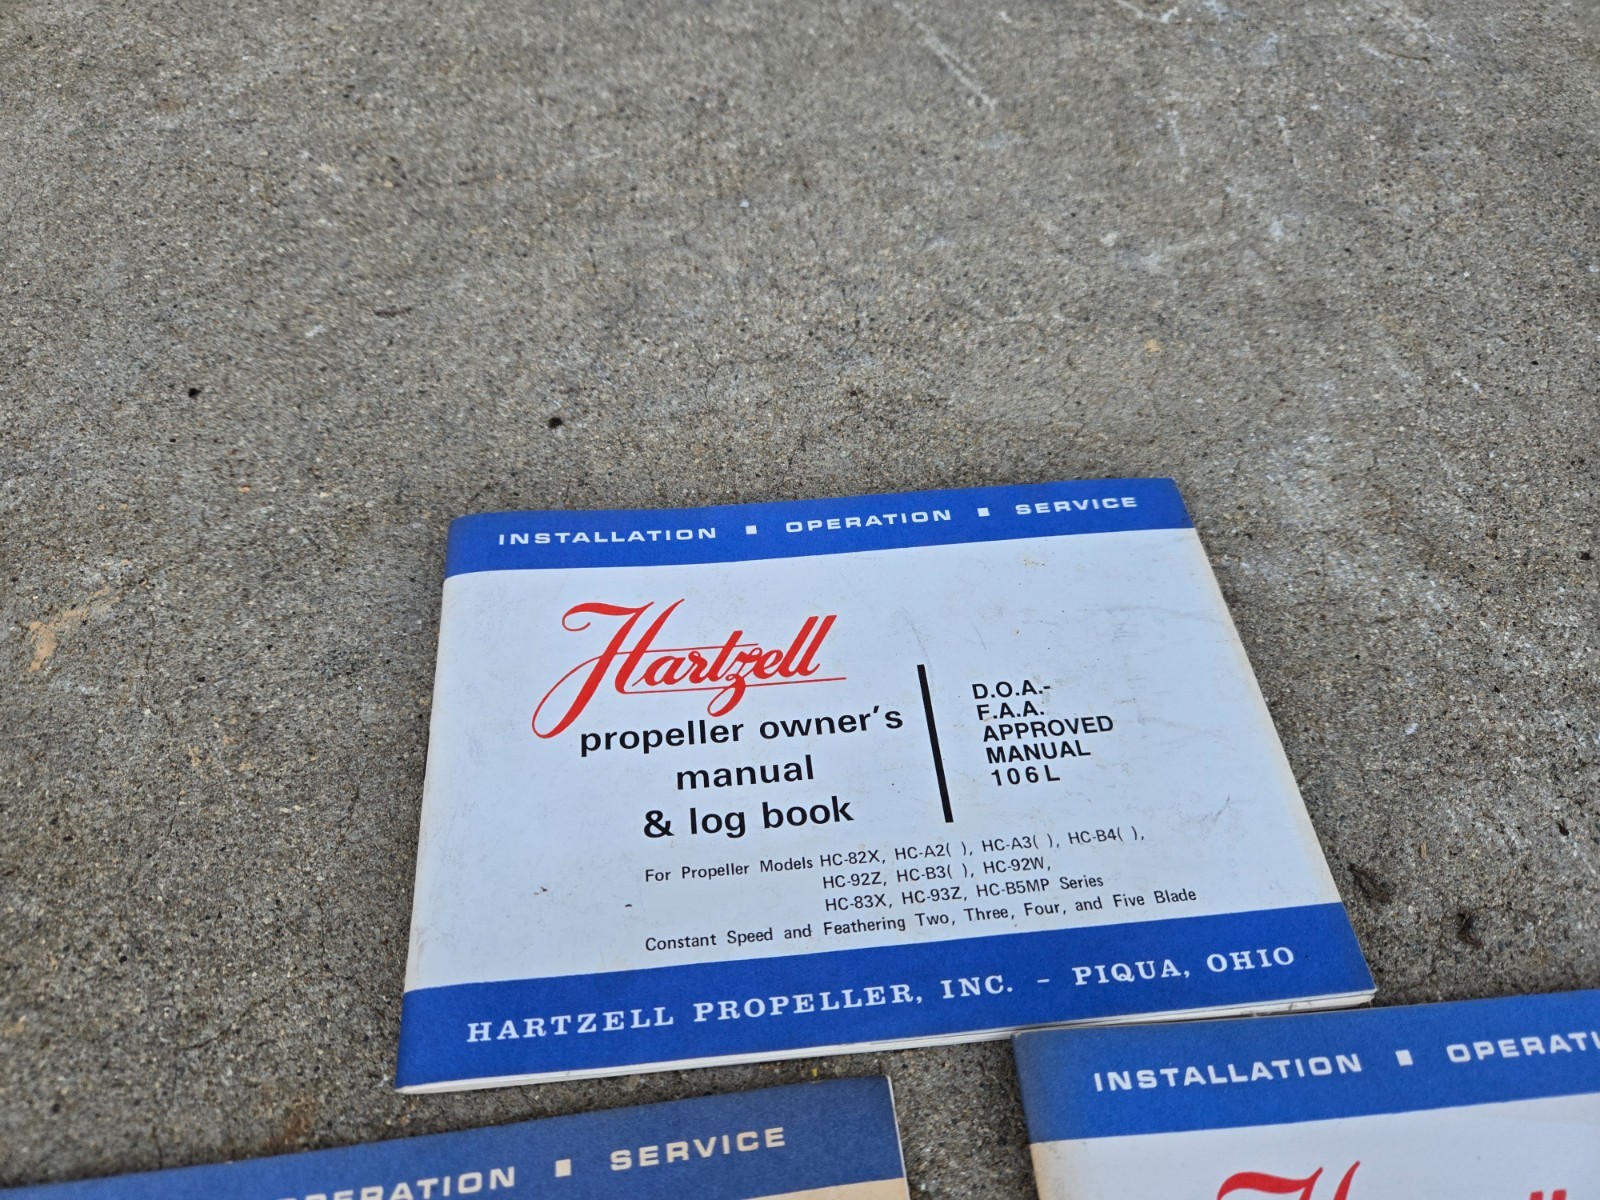 INSTALLATION ■ OPERATION ■ SERVICE
Hartzell
propeller owner's
manual
& log book
D.O.A.-
F.A.A.
APPROVED
MANUAL
106L
For Propeller Models HC-82X, HC-A2( ), HC-A3( ), HC-B4( ),
HC-92Z, HC-B3( ), HC-92W,
HC-83X, HC-93Z, HC-B5MP Series
Constant Speed and Feathering Two, Three, Four, and Five Blade
HARTZELL PROPELLER, INC. - PIQUA, OHIO
OPERATION ■ SERVICE
INSTALLATION ■ OPERATI